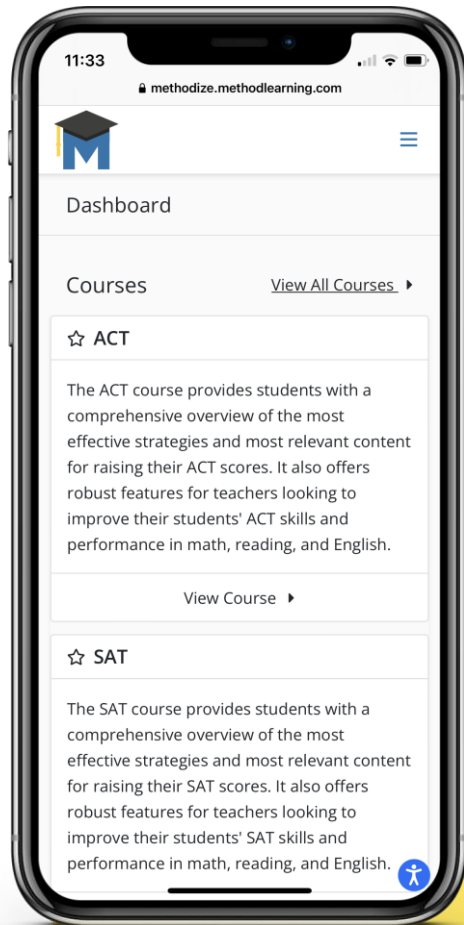 11:33
methodize.methodlearning.com
M
Dashboard
Courses
View All Courses
ACT
The ACT course provides students with a
comprehensive overview of the most
effective strategies and most relevant content
for raising their ACT scores. It also offers
robust features for teachers looking to
improve their students' ACT skills and
performance in math, reading, and English.
View Course
SAT
The SAT course provides students with a
comprehensive overview of the most
effective strategies and most relevant content
for raising their SAT scores. It also offers
robust features for teachers looking to
improve their students' SAT skills and
performance in math, reading, and English.